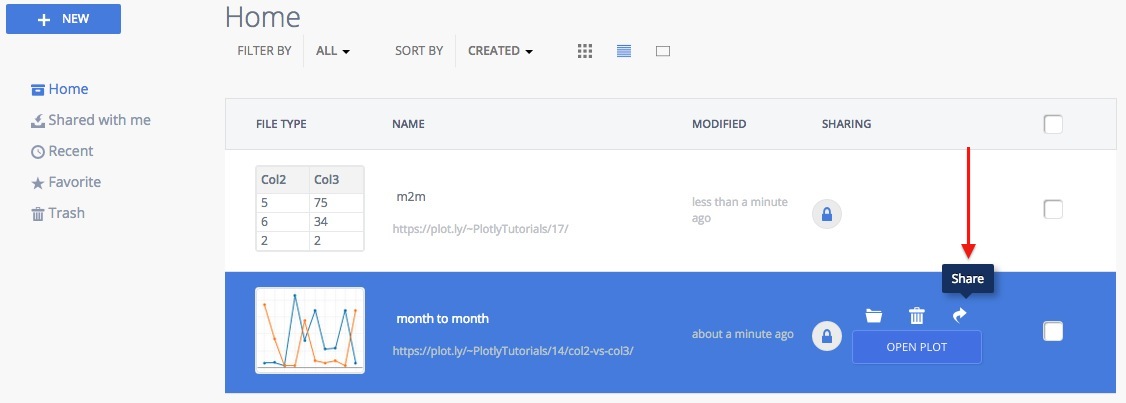 + NEW
Home
FILTER BY ALL SORT BY CREATED
Home
Shared with me
Recent
Favorite
Trash
FILE TYPE NAME MODIFIED SHARING
Col2 Col3
5 75
6 34
2 2
m2m
https://plot.ly/~PlotlyTutorials/17/
less than a minute
ago
Share
month to month
https://plot.ly/~PlotlyTutorials/14/col2-vs-col3/
about a minute ago
OPEN PLOT